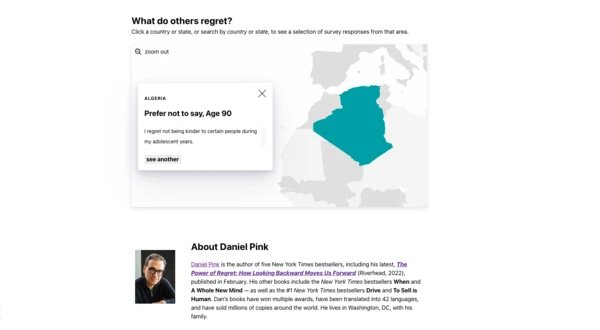 What do others regret?
Click a country or state, or search by country or state, to see a selection of survey responses from that area.
zoom out
ALGERIA
Prefer not to say, Age 90
I regret not being kinder to certain people during
my adolescent years.
see another
About Daniel Pink
Daniel Pink is the author of five New York Times bestsellers, including his latest, The
Power of Regret: How Looking Backward Moves Us Forward (Riverhead, 2022),
published in February. His other books include the New York Times bestsellers When and
A Whole New Mind — as well as the #1 New York Times bestsellers Drive and To Sell is
Human. Dan's books have won multiple awards, have been translated into 42 languages,
and have sold millions of copies around the world. He lives in Washington, DC, with his
family.